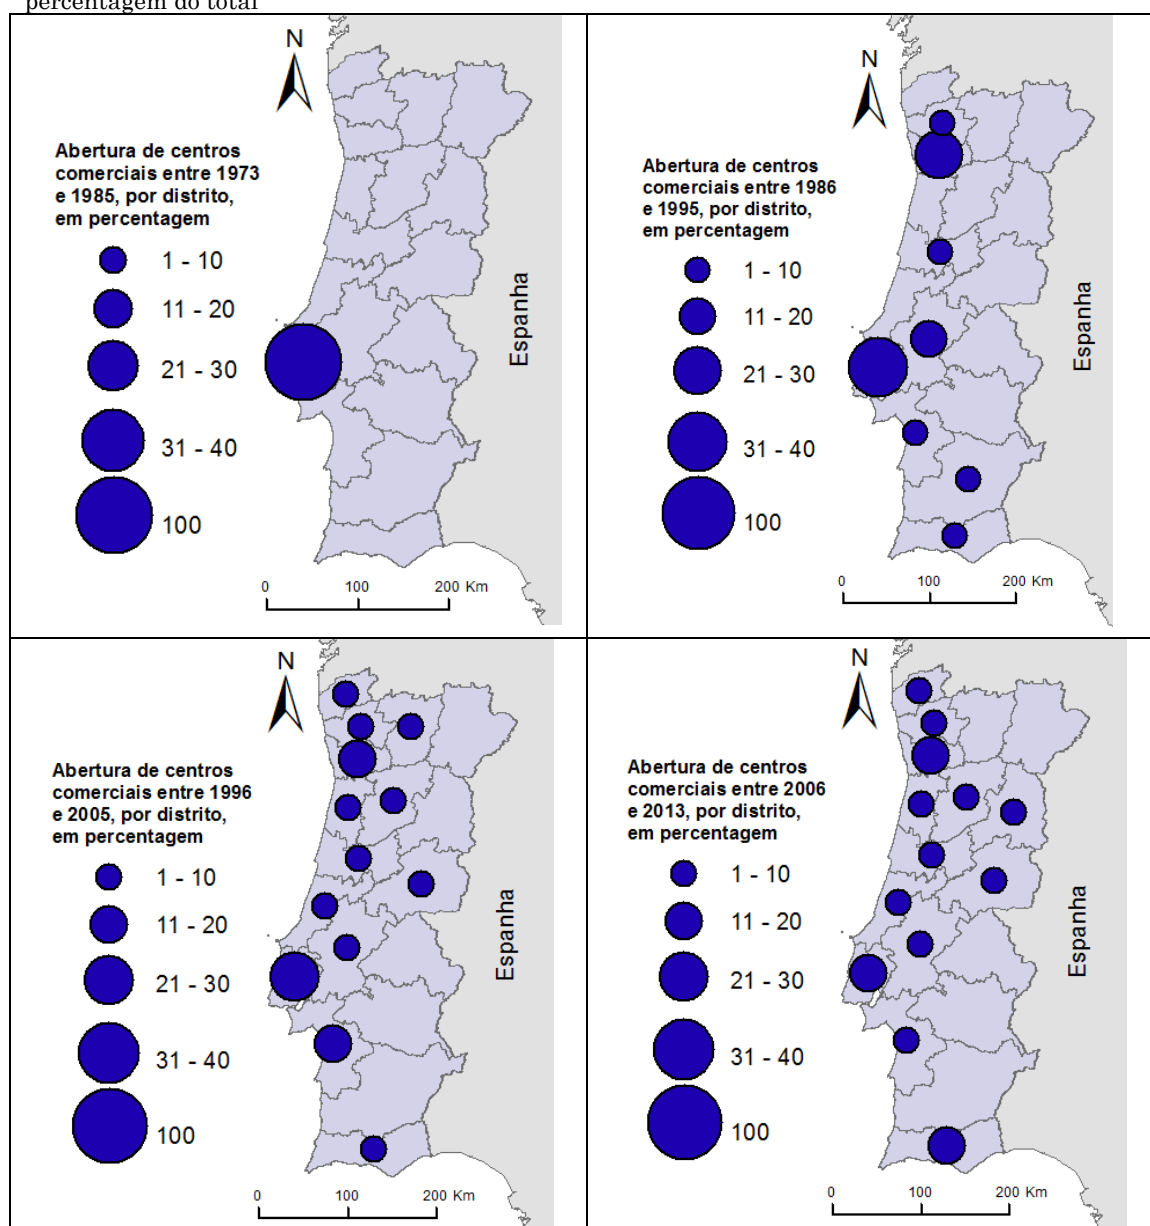 percentagem do total
N
Abertura de centros
comerciais entre 1973
e 1985, por distrito,
em percentagem
1 - 10
11 - 20
21 - 30
31 - 40
100
Espanha
0 100 200 Km
N
Abertura de centros
comerciais entre 1986
e 1995, por distrito,
em percentagem
1 - 10
11 - 20
21 - 30
31 - 40
100
Espanha
0 100 200 Km
N
Abertura de centros
comerciais entre 1996
e 2005, por distrito,
em percentagem
1 - 10
11 - 20
21 - 30
31 - 40
100
Espanha
0 100 200 Km
N
Abertura de centros
comerciais entre 2006
e 2013, por distrito,
em percentagem
1 - 10
11 - 20
21 - 30
31 - 40
100
Espanha
0 100 200 Km